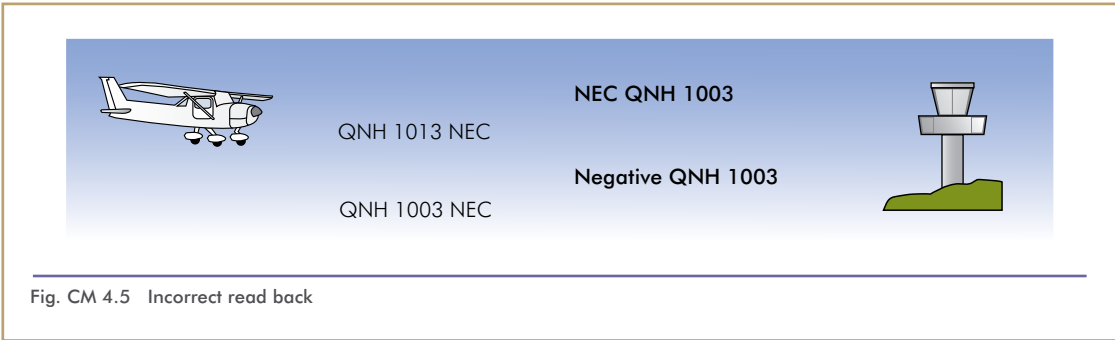 NEC QNH 1003
QNH 1013 NEC
Negative QNH 1003
QNH 1003 NEC
Fig. CM 4.5 Incorrect read back